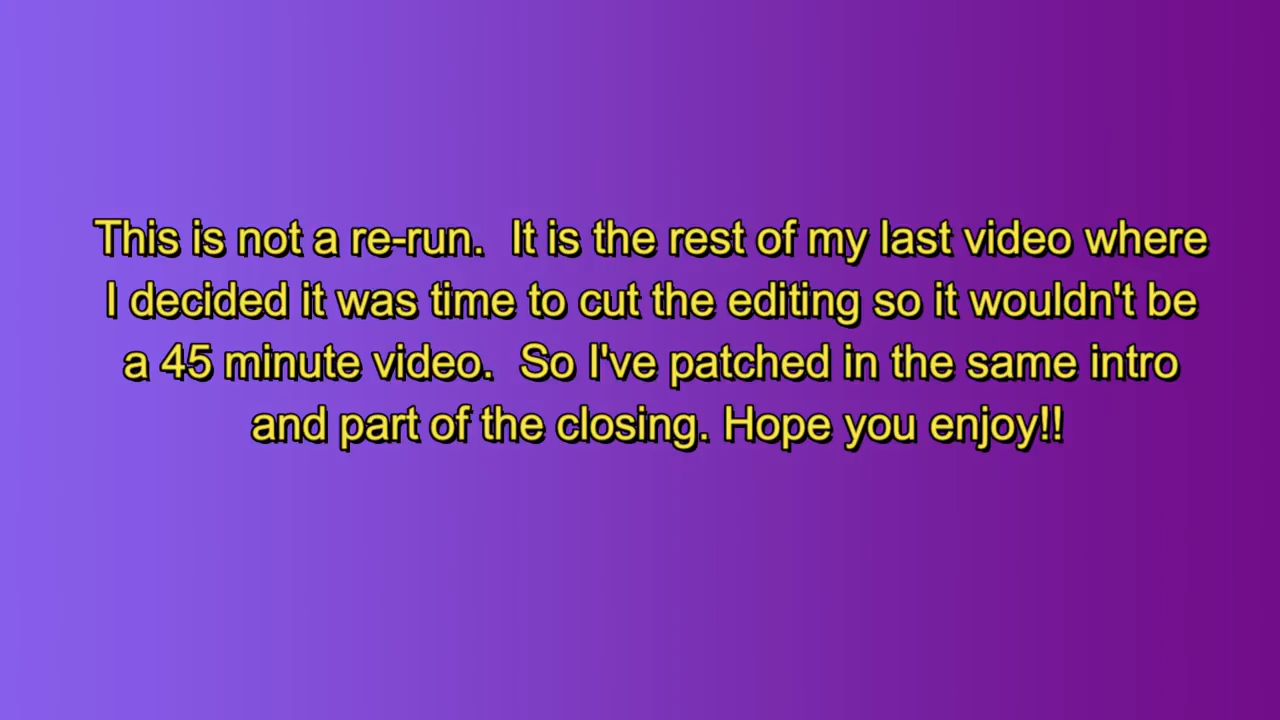 This is not a re-run.  It is the rest of my last video where
I decided it was time to cut the editing so it wouldn't be
a 45 minute video.  So I've patched in the same intro
and part of the closing. Hope you enjoy!!